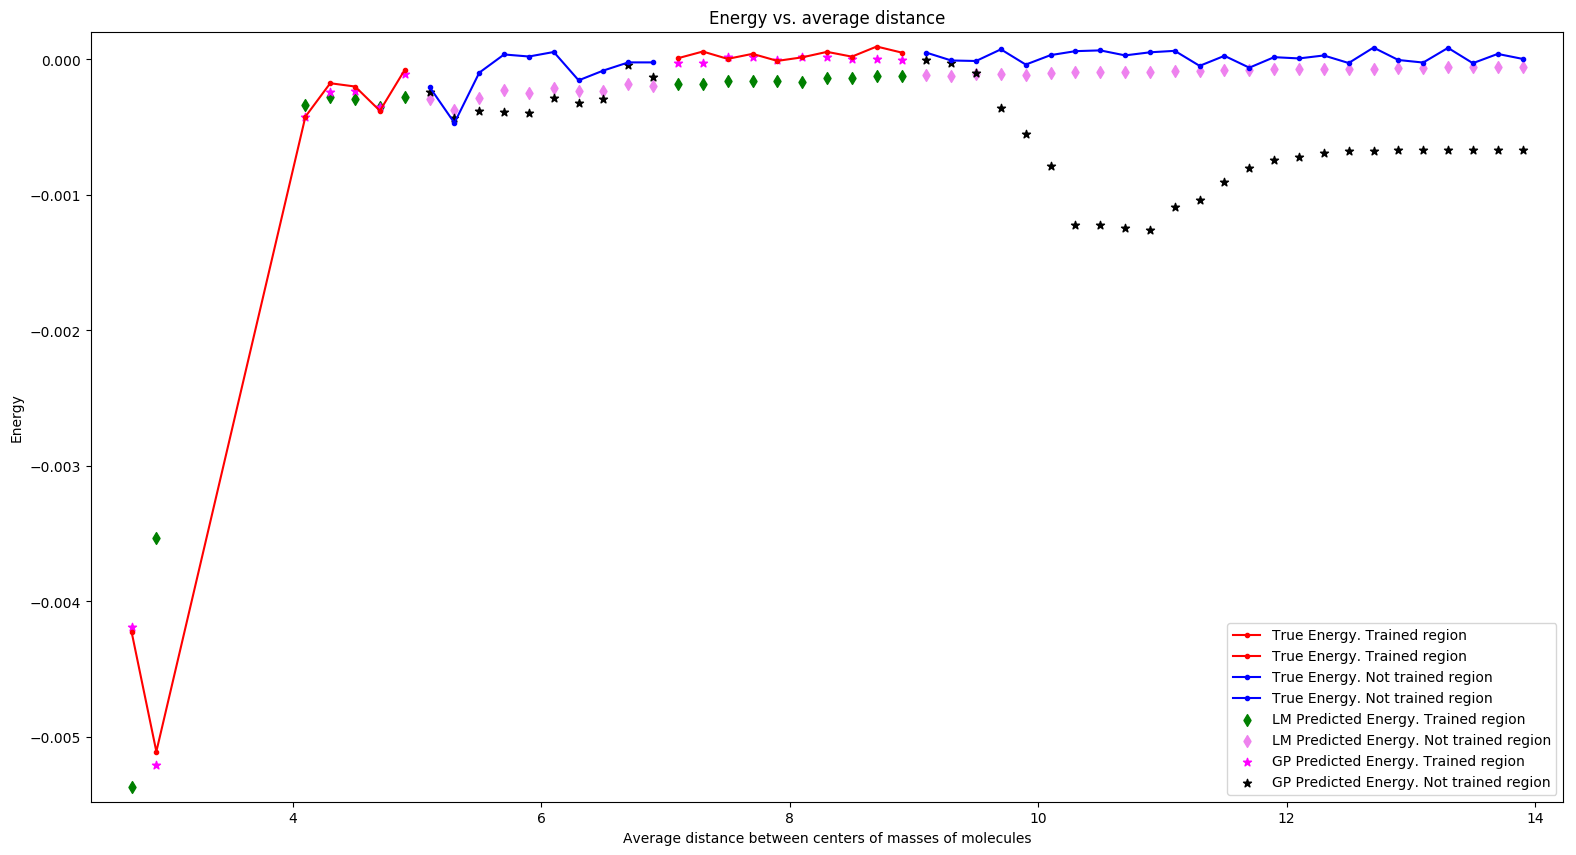 Energy vs. average distance
0.000
−0.001
−0.002
−0.003
−0.004
−0.005
Energy
4
6
8
10
12
14
Average distance between centers of masses of molecules
True Energy. Trained region
True Energy. Trained region
True Energy. Not trained region
True Energy. Not trained region
LM Predicted Energy. Trained region
LM Predicted Energy. Not trained region
GP Predicted Energy. Trained region
GP Predicted Energy. Not trained region